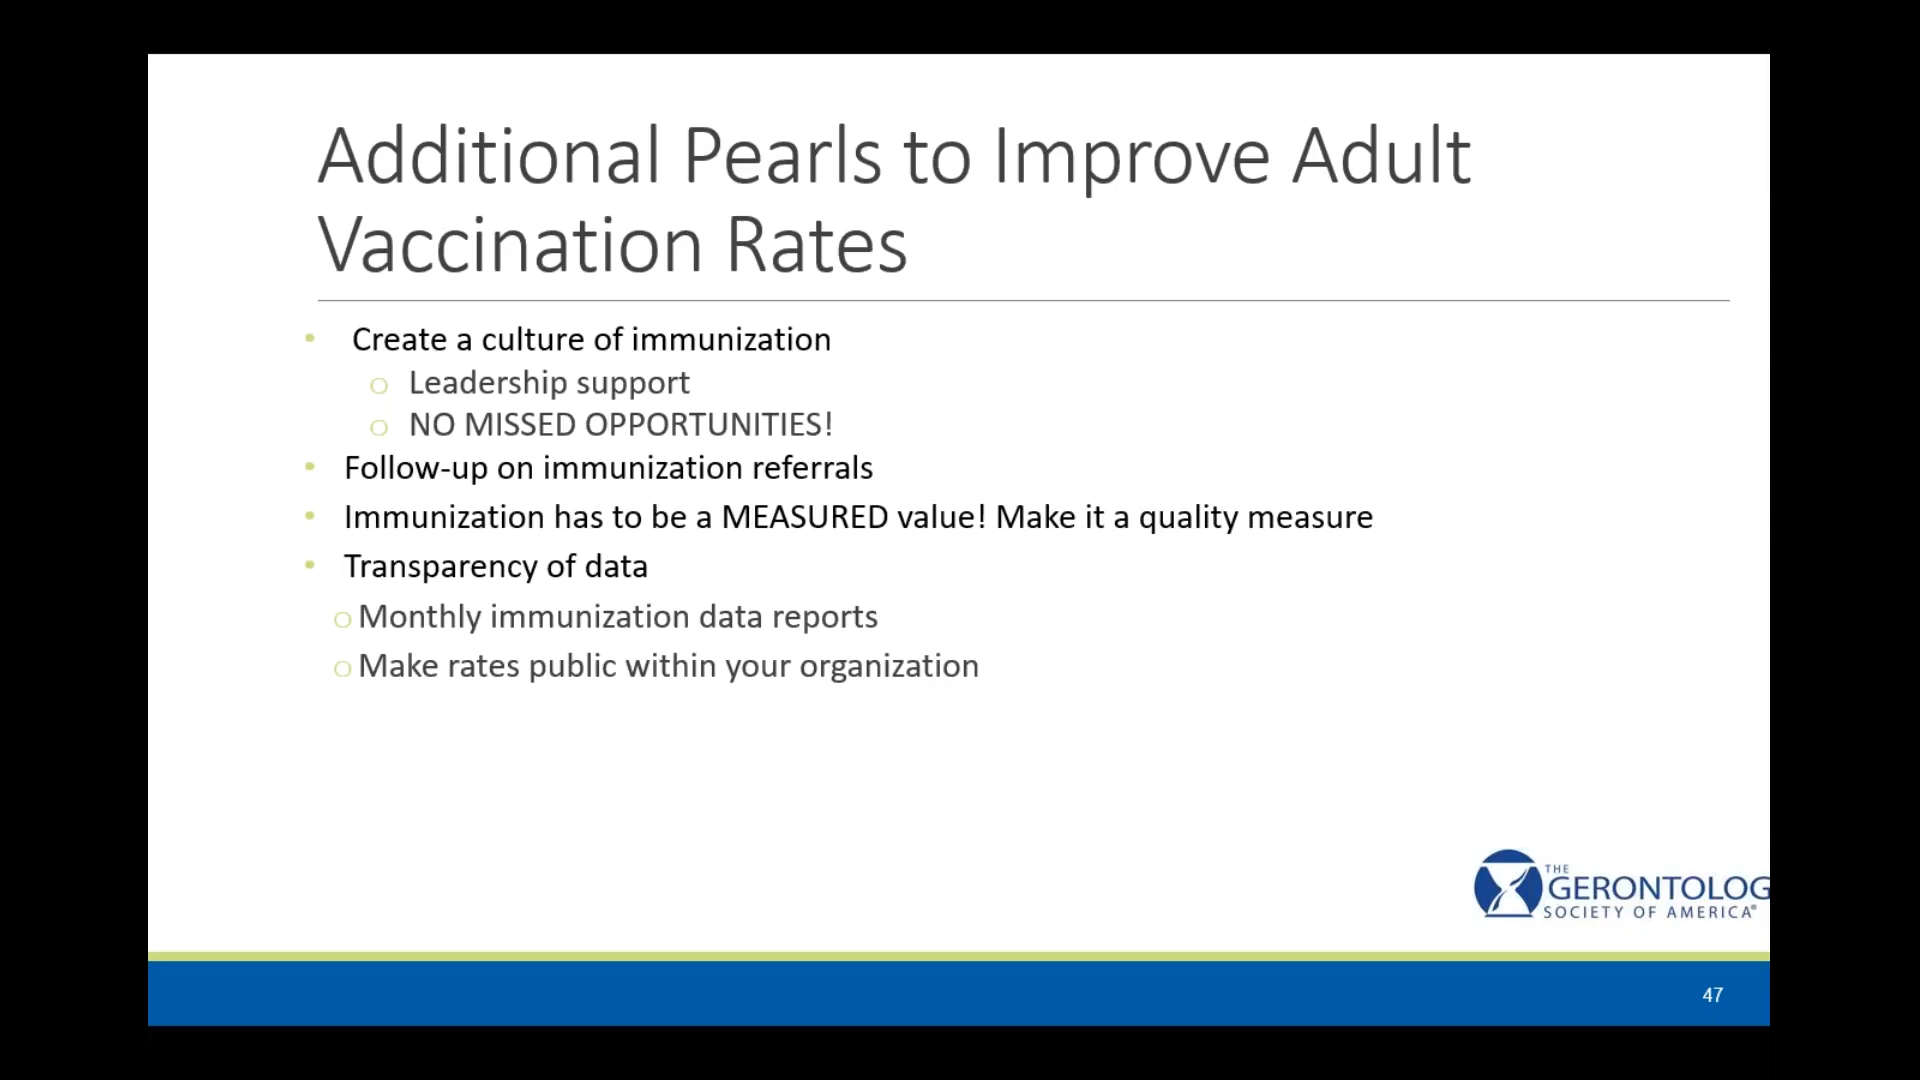 Additional Pearls to Improve Adult
Vaccination Rates
• Create a culture of immunization
o Leadership support
o NO MISSED OPPORTUNITIES!
• Follow-up on immunization referrals
• Immunization has to be a MEASURED value! Make it a quality measure
• Transparency of data
o Monthly immunization data reports
o Make rates public within your organization
THE
GERONTOLOG
SOCIETY OF AMERICA®
47